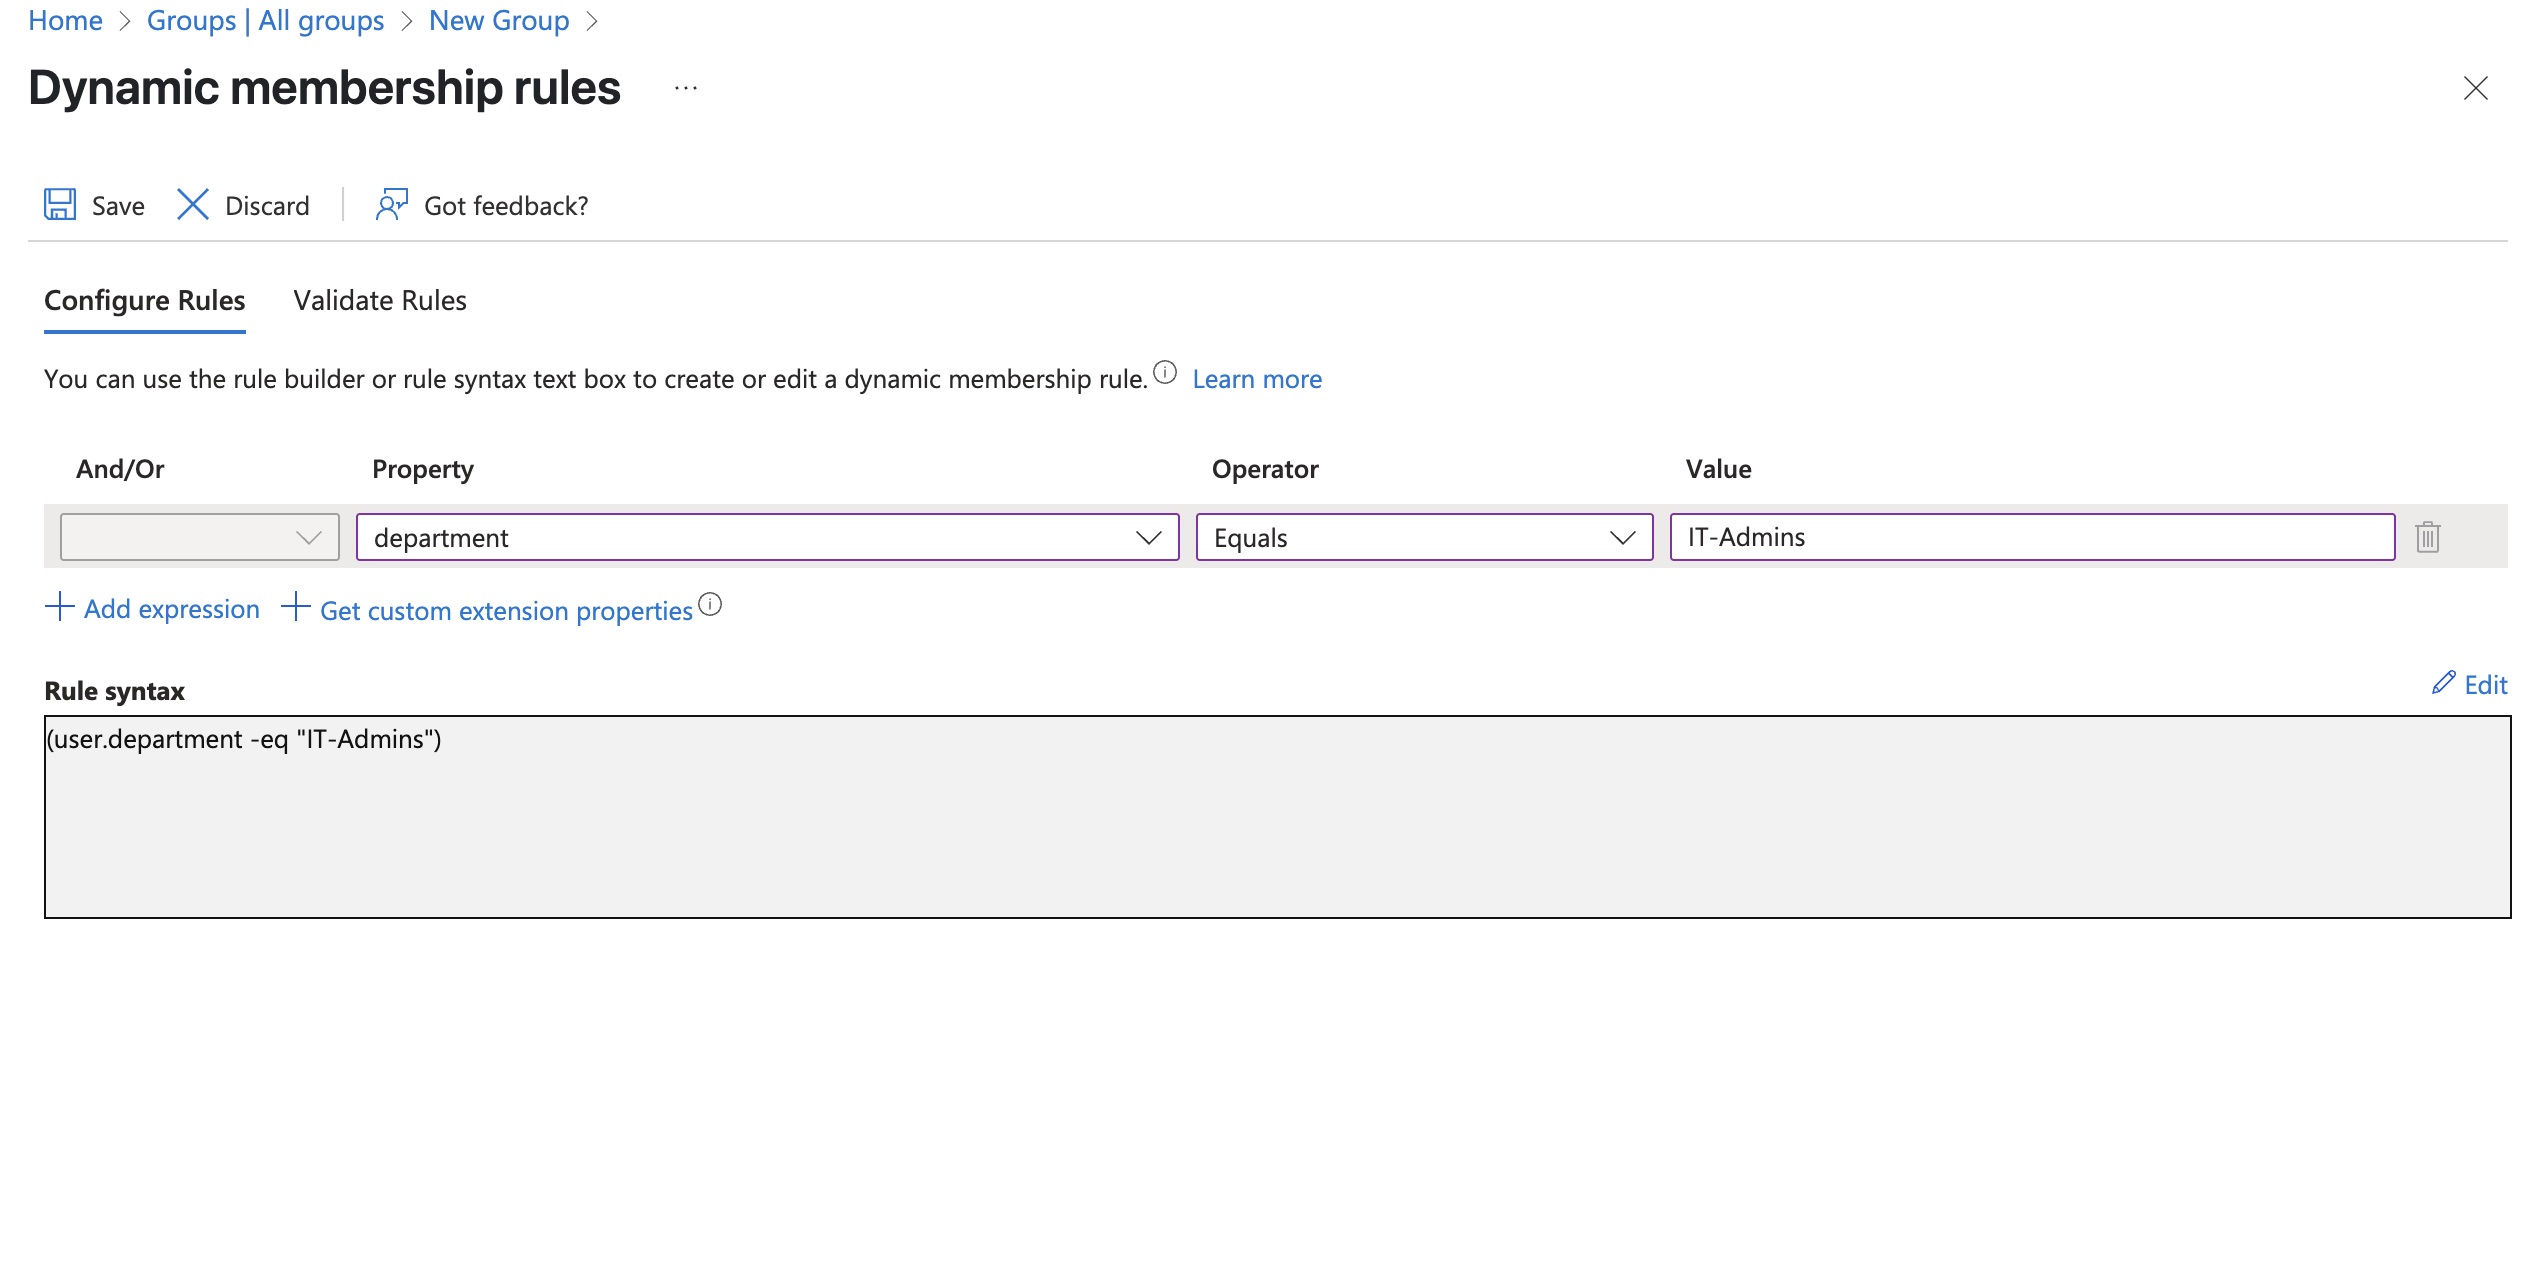 Home > Groups | All groups > New Group >
Dynamic membership rules ...
Save Discard | Got feedback?
Configure Rules Validate Rules
You can use the rule builder or rule syntax text box to create or edit a dynamic membership rule. Learn more
And/Or Property Operator Value
department Equals IT-Admins
+ Add expression + Get custom extension properties
Rule syntax Edit
(user.department -eq "IT-Admins")